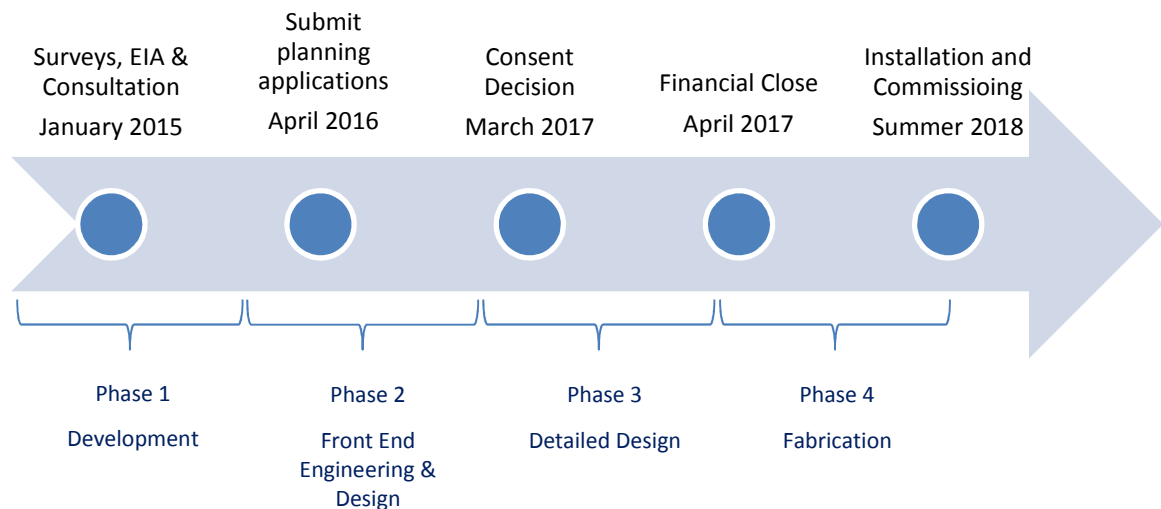 Surveys, EIA &
Consultation
January 2015
Submit
planning
applications
April 2016
Consent
Decision
March 2017
Financial Close
April 2017
Installation and
Commissioing
Summer 2018
Phase 1
Development
Phase 2
Front End
Engineering &
Design
Phase 3
Detailed Design
Phase 4
Fabrication